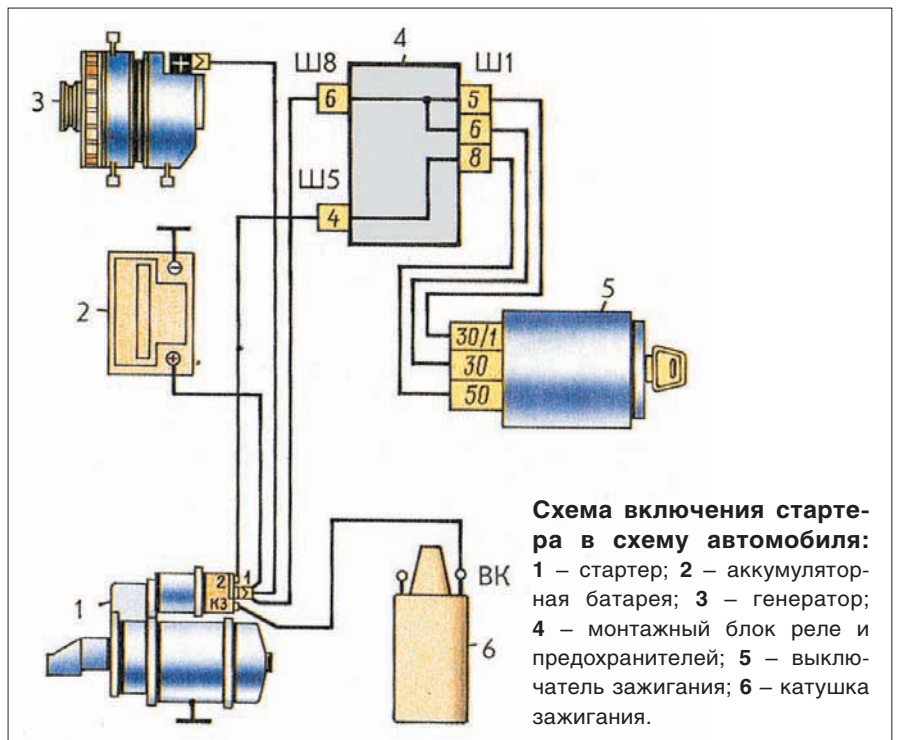 4
Ш8
Ш1
3
6
5
6
8
Ш5
4
2
5
30/1
30
50
1
2
КЗ
1
ВК
6
Схема включения старте-
ра в схему автомобиля:
1 – стартер; 2 – аккумулятор-
ная батарея; 3 – генератор;
4 – монтажный блок реле и
предохранителей; 5 – выклю-
чатель зажигания; 6 – катушка
зажигания.